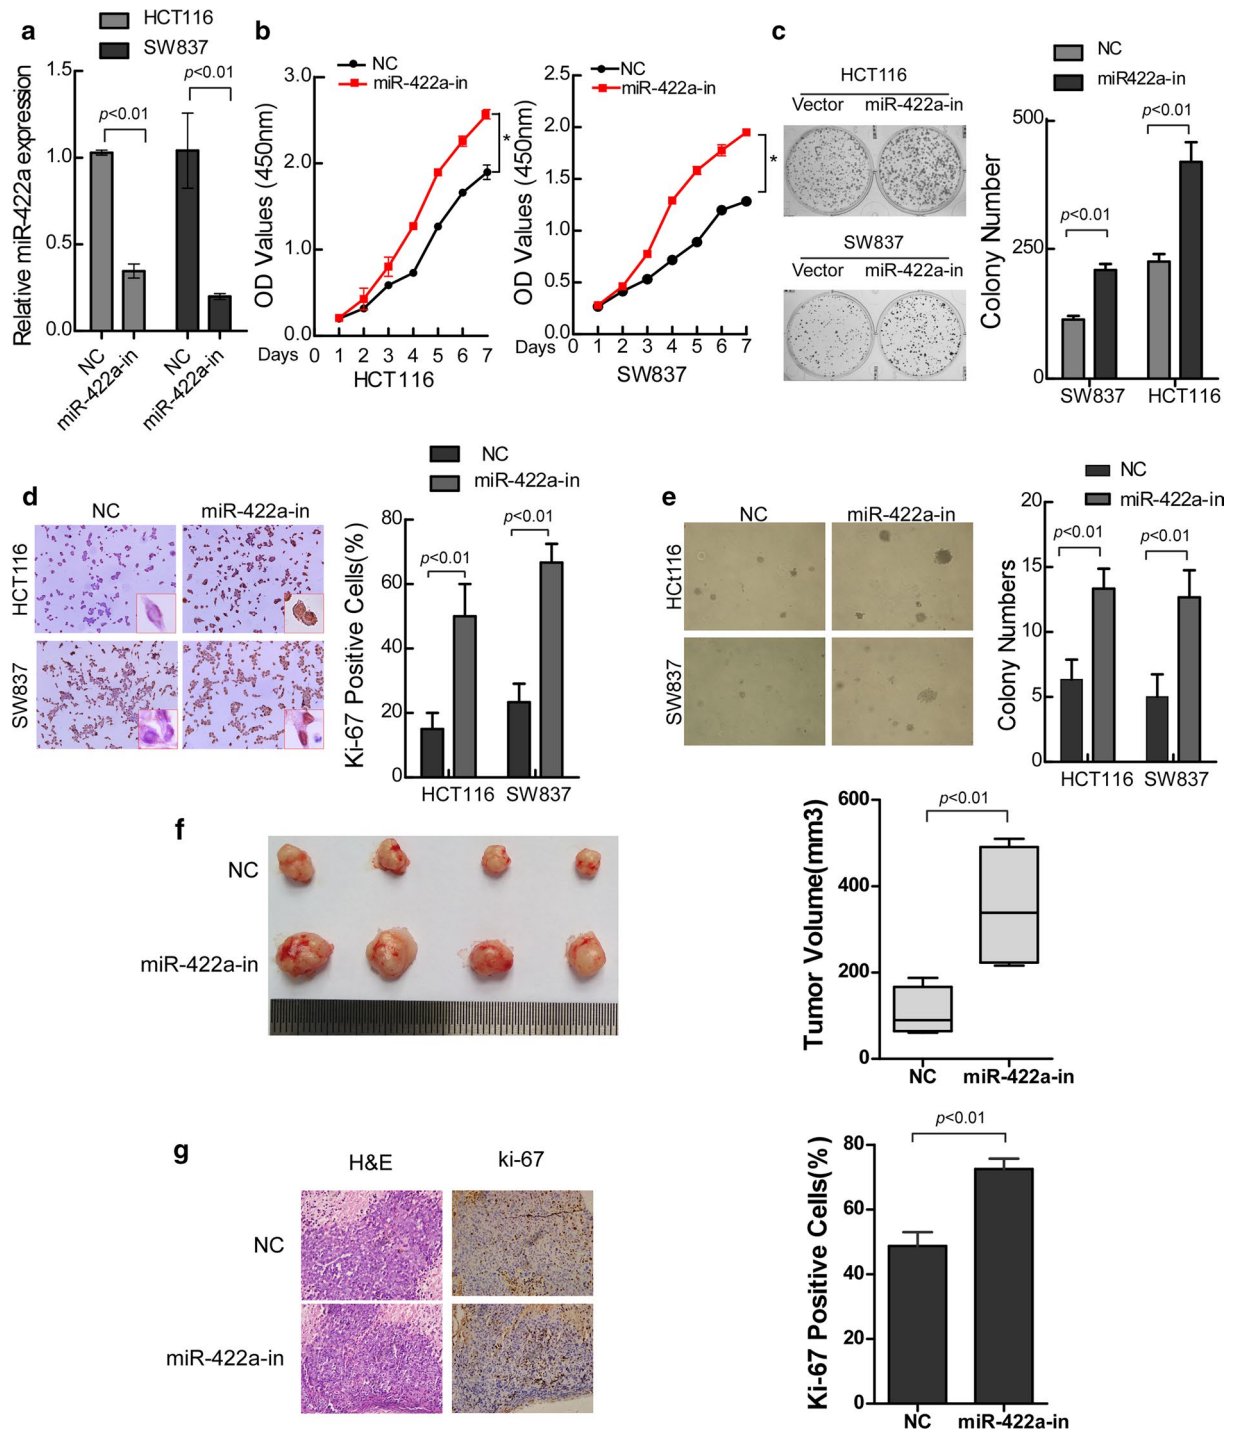 a
HCT116
SW837
Relative miR-422a expression
1.5
1.0
0.5
0.0
p<0.01
p<0.01
NC
miR-422a-in
NC
miR-422a-in
b
NC
miR-422a-in
OD Values (450nm)
3.0
2.0
1.0
0.0
*
Days 0 1 2 3 4 5 6 7
HCT116
NC
miR-422a-in
OD Values (450nm)
2.5
2.0
1.5
1.0
0.5
0.0
*
Days 0 1 2 3 4 5 6 7
SW837
c
HCT116
Vector miR-422a-in
SW837
Vector miR-422a-in
NC
miR422a-in
Colony Number
500
250
0
p<0.01
p<0.01
SW837 HCT116
d
NC miR-422a-in
HCT116
SW837
NC
miR-422a-in
Ki-67 Positive Cells(%)
80
60
40
20
0
p<0.01
p<0.01
HCT116 SW837
e
NC miR-422a-in
HCt116
SW837
NC
miR-422a-in
Colony Numbers
20
15
10
5
0
p<0.01
p<0.01
HCT116 SW837
f
NC
miR-422a-in
Tumor Volume(mm3)
600
400
200
0
p<0.01
NC miR-422a-in
g
H&E ki-67
NC
miR-422a-in
Ki-67 Positive Cells(%)
80
60
40
20
0
p<0.01
NC miR-422a-in